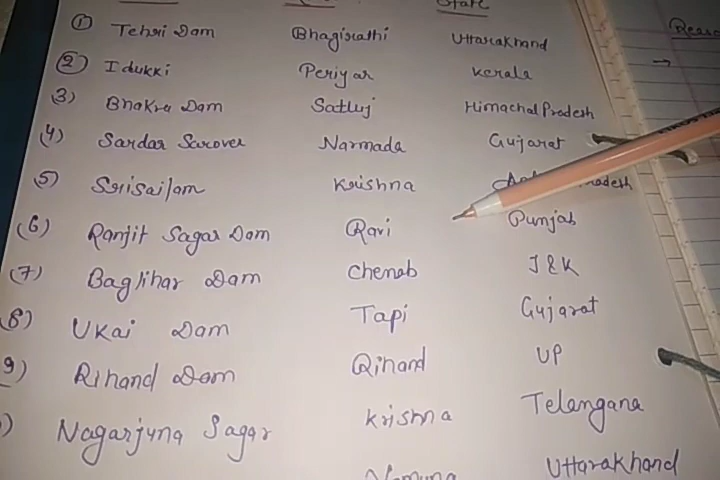 State
① Tehri Dam Bhagirathi Uttarakhand
② Idukki Periyar Kerala
3) Bhakra Dam Satluj Himachal Pradesh
4) Sardar Sarover Narmada Gujarat
5) Srisailam Krishna
(6) Ranjit Sagar Dam Ravi Punjab
(7) Baglihar Dam Chenab J&K
8) Ukai Dam Tapi Gujarat
9) Rihand Dam Rihand UP
) Nagarjuna Sagar Krishna Telangana
Uttarakhand